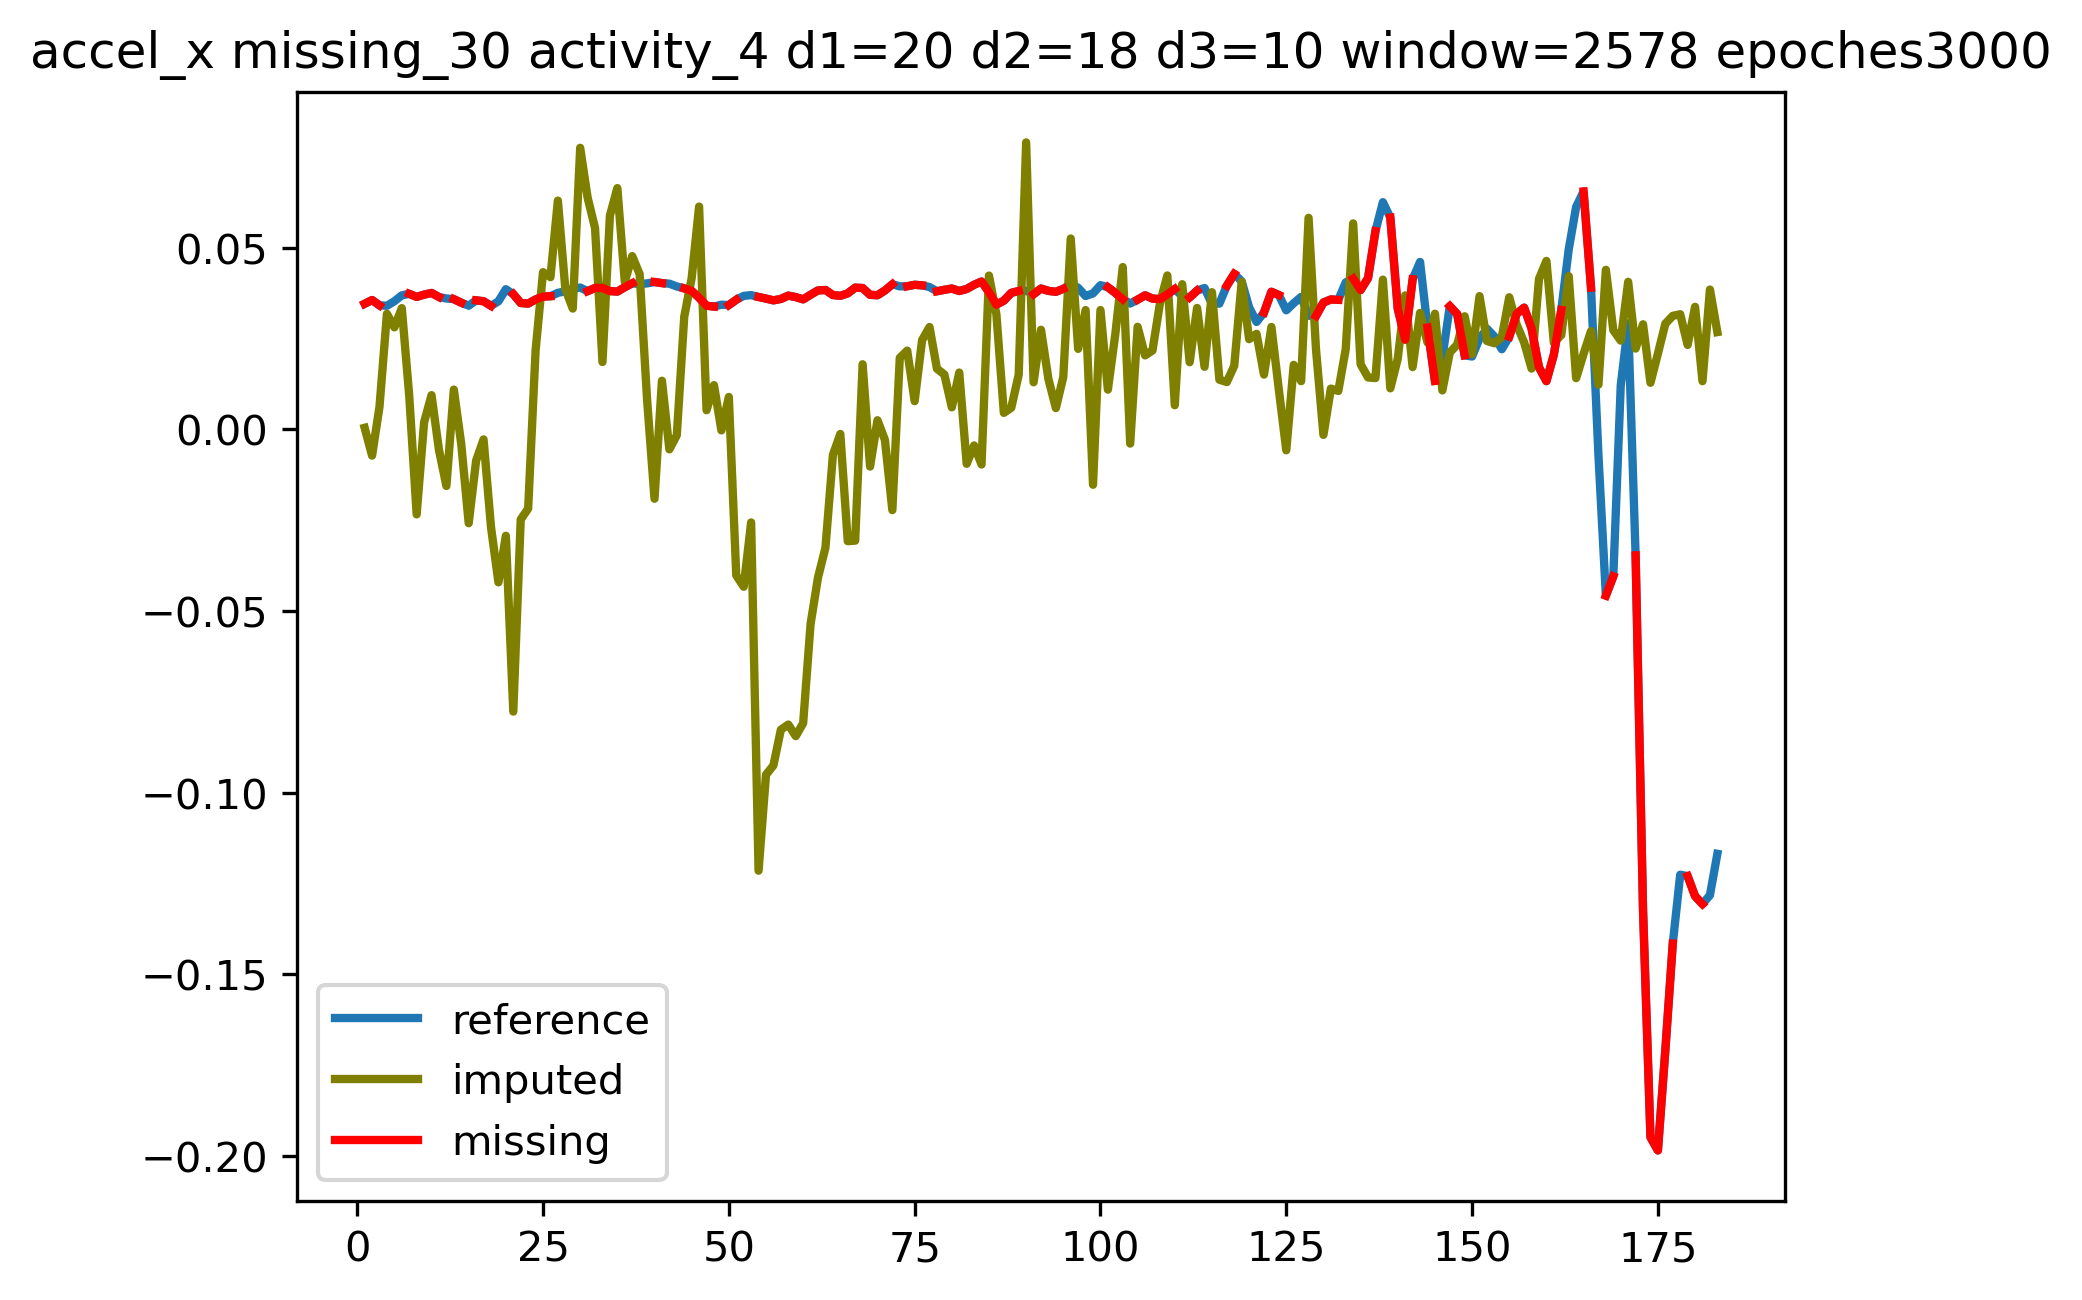 accel_x missing_30 activity_4 d1=20 d2=18 d3=10 window=2578 epoches3000
0.05
0.00
−0.05
−0.10
−0.15
−0.20
reference
imputed
missing
0 25 50 75 100 125 150 175